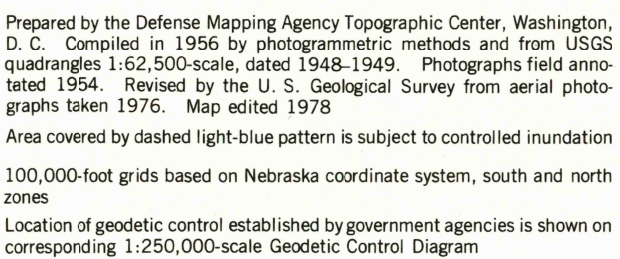 Prepared by the Defense Mapping Agency Topographic Center, Washington,
D. C. Compiled in 1956 by photogrammetric methods and from USGS
quadrangles 1:62,500-scale, dated 1948–1949. Photographs field anno-
tated 1954. Revised by the U. S. Geological Survey from aerial photo-
graphs taken 1976. Map edited 1978
Area covered by dashed light-blue pattern is subject to controlled inundation
100,000-foot grids based on Nebraska coordinate system, south and north
zones
Location of geodetic control established by government agencies is shown on
corresponding 1:250,000-scale Geodetic Control Diagram